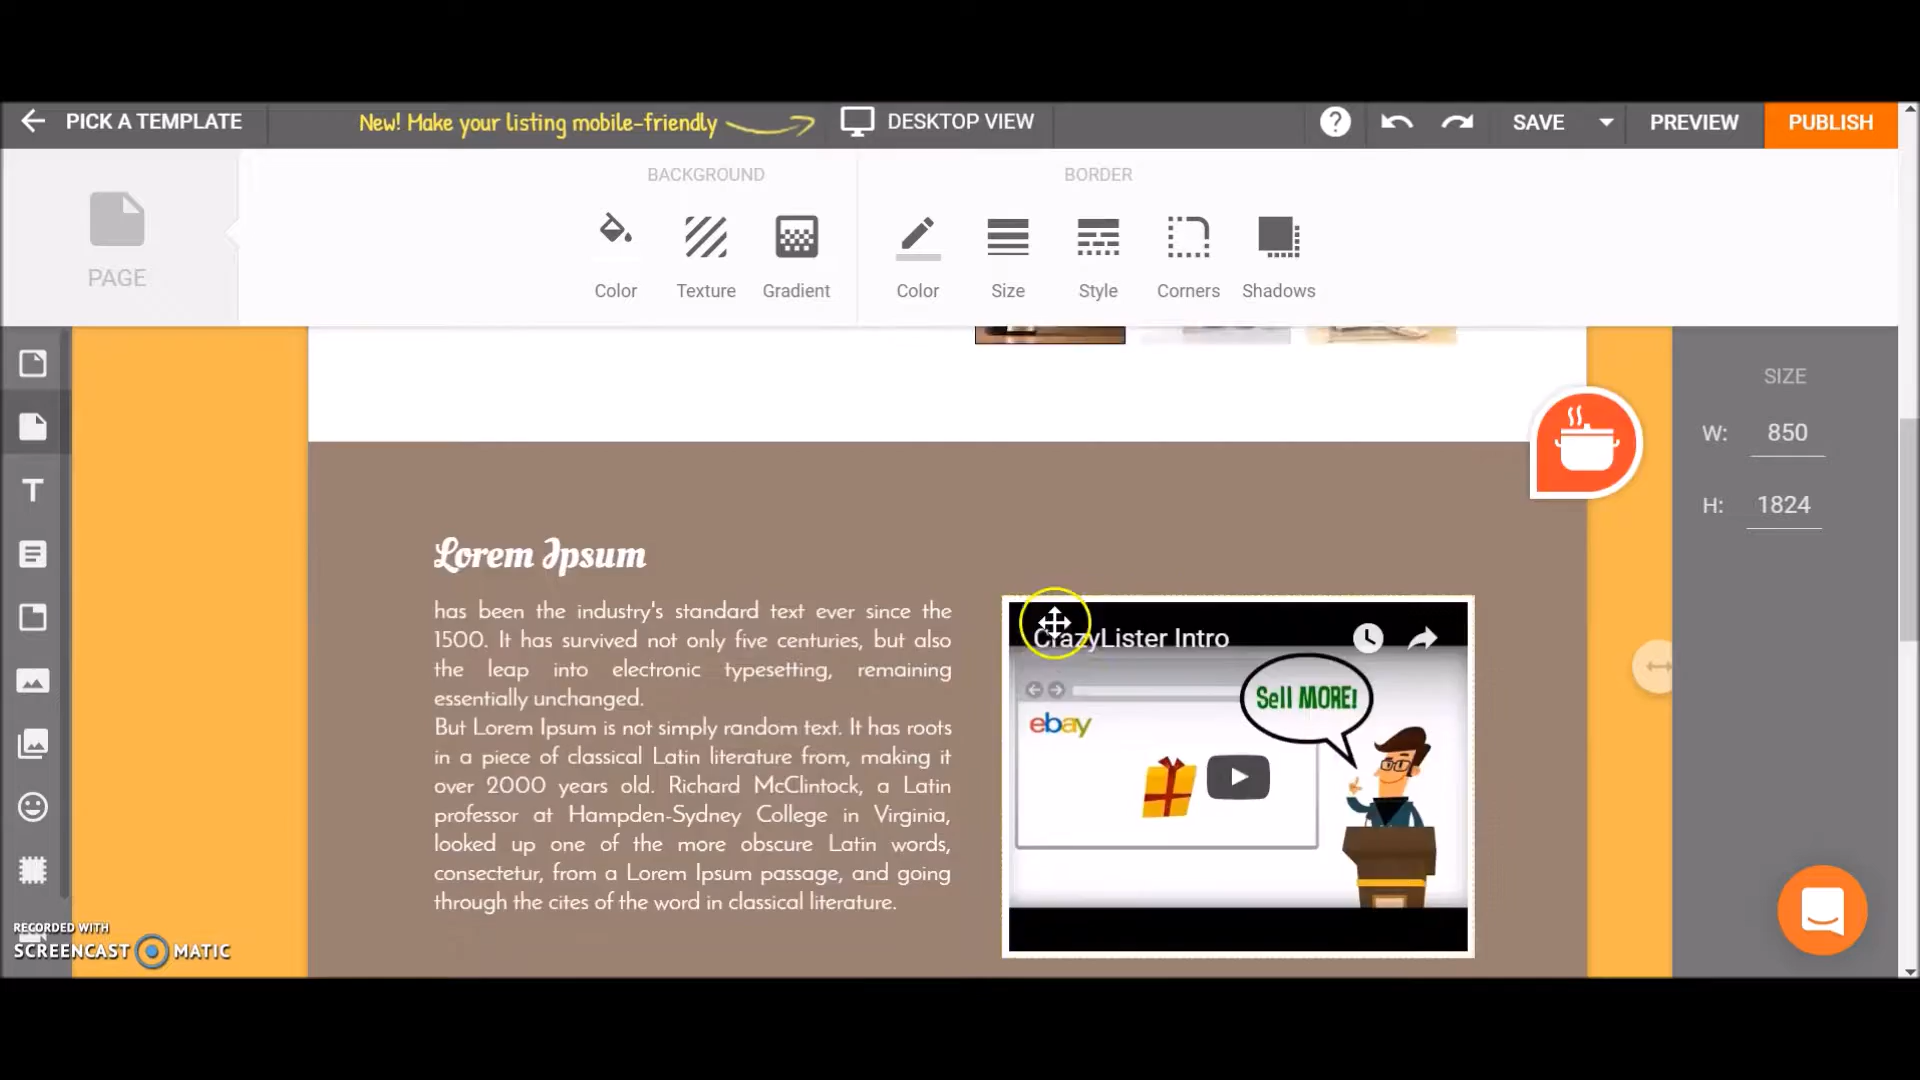 PICK A TEMPLATE
New! Make your listing mobile-friendly
DESKTOP VIEW
?
SAVE
PREVIEW
PUBLISH
PAGE
BACKGROUND
Color
Texture
Gradient
BORDER
Color
Size
Style
Corners
Shadows
T
SIZE
W: 850
H: 1824
Lorem Ipsum
has been the industry's standard text ever since the
1500. It has survived not only five centuries, but also
the leap into electronic typesetting, remaining
essentially unchanged.
But Lorem Ipsum is not simply random text. It has roots
in a piece of classical Latin literature from, making it
over 2000 years old. Richard McClintock, a Latin
professor at Hampden-Sydney College in Virginia,
looked up one of the more obscure Latin words,
consectetur, from a Lorem Ipsum passage, and going
through the cites of the word in classical literature.
CrazyLister Intro
Sell MORE!
ebay
RECORDED WITH
SCREENCAST MATIC